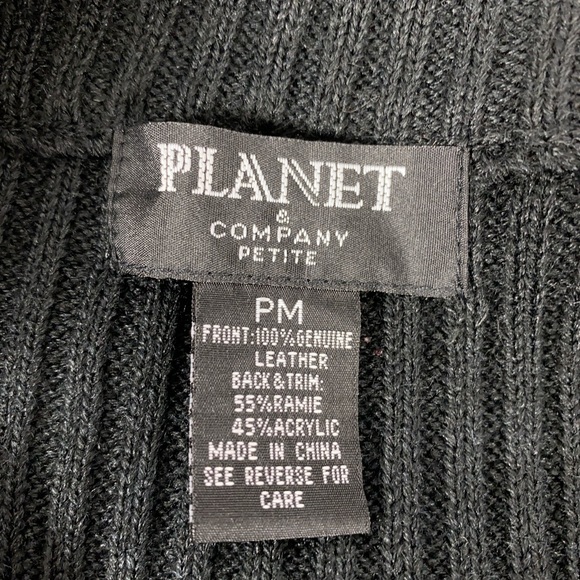 PLANET
&
COMPANY
PETITE
PM
FRONT:100%GENUINE
LEATHER
BACK&TRIM:
55%RAMIE
45%ACRYLIC
MADE IN CHINA
SEE REVERSE FOR
CARE